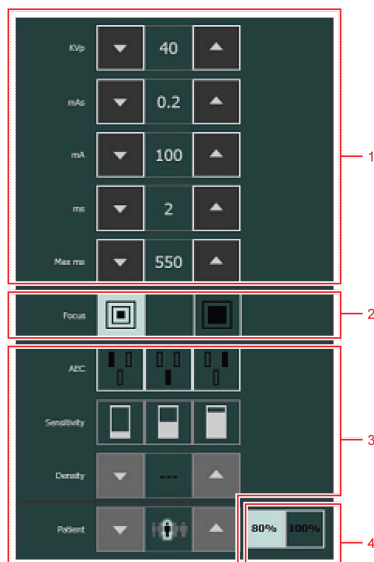 KVp 40
mAs 0.2
mA 100
1
ms 2
Max ms 550
Focus
2
AEC
Sensitivity
3
Density ---
Patient 80% 100%
4